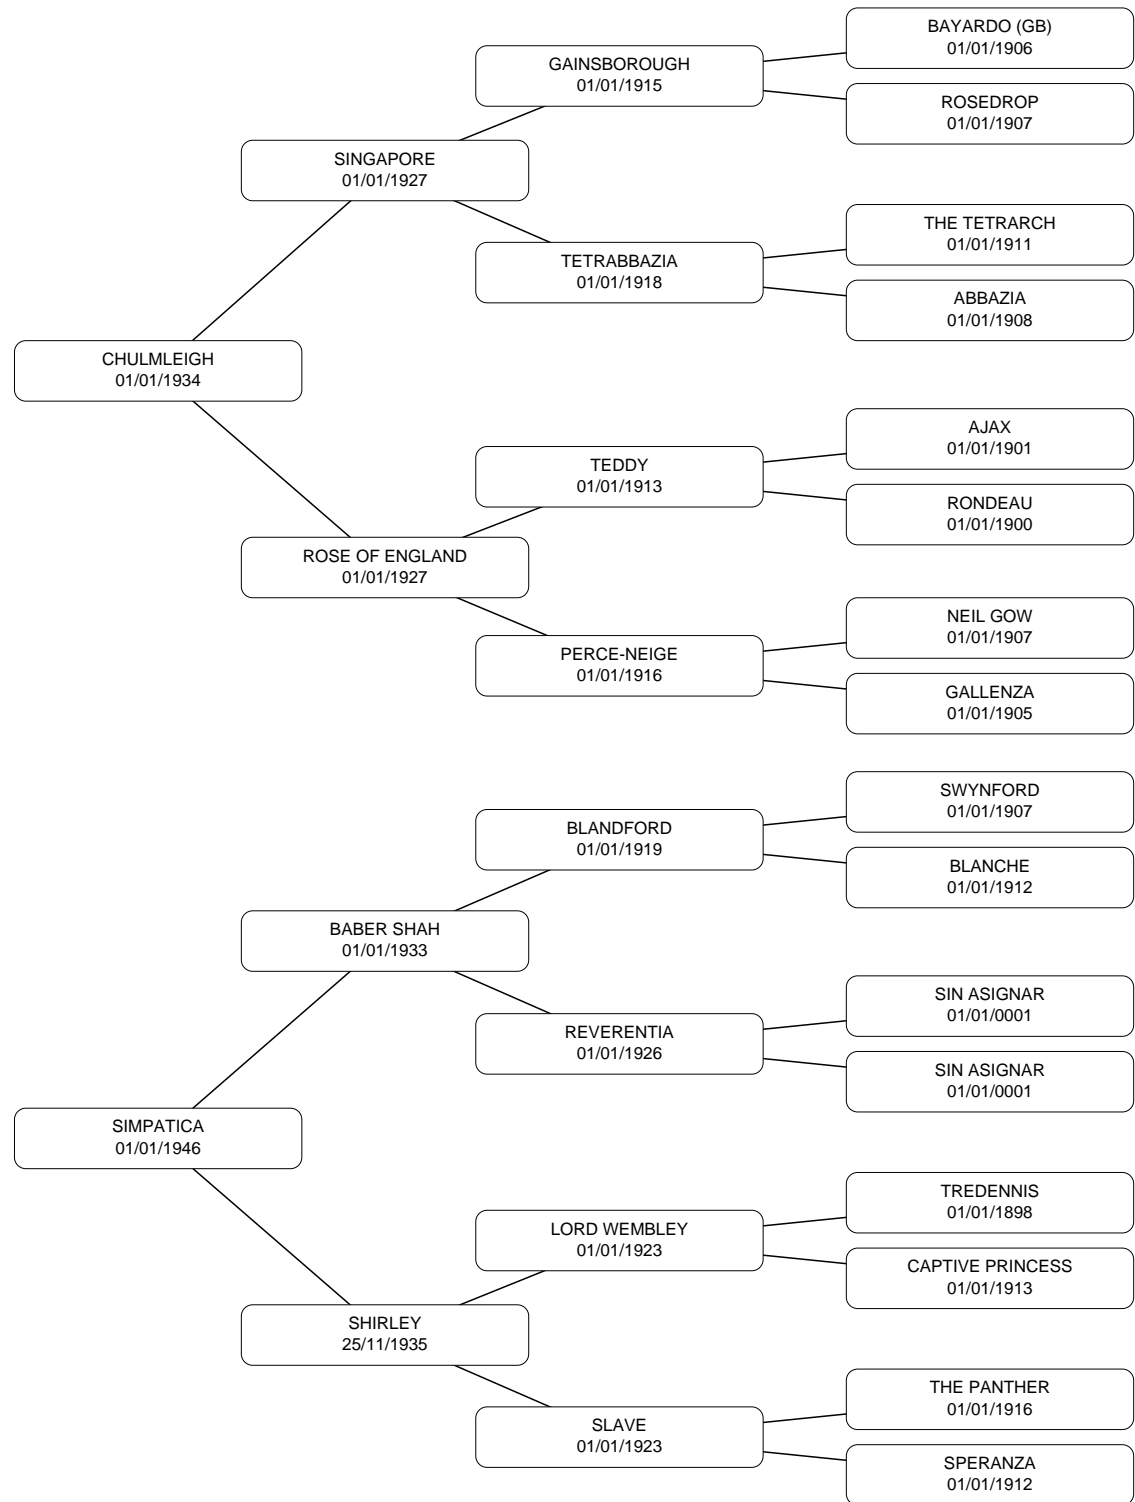 BAYARDO (GB)
01/01/1906
GAINSBOROUGH
01/01/1915
ROSEDROP
01/01/1907
SINGAPORE
01/01/1927
THE TETRARCH
01/01/1911
TETRABBAZIA
01/01/1918
ABBAZIA
01/01/1908
CHULMLEIGH
01/01/1934
AJAX
01/01/1901
TEDDY
01/01/1913
RONDEAU
01/01/1900
ROSE OF ENGLAND
01/01/1927
NEIL GOW
01/01/1907
PERCE-NEIGE
01/01/1916
GALLENZA
01/01/1905
SWYNFORD
01/01/1907
BLANDFORD
01/01/1919
BLANCHE
01/01/1912
BABER SHAH
01/01/1933
SIN ASIGNAR
01/01/0001
REVERENTIA
01/01/1926
SIN ASIGNAR
01/01/0001
SIMPATICA
01/01/1946
TREDENNIS
01/01/1898
LORD WEMBLEY
01/01/1923
CAPTIVE PRINCESS
01/01/1913
SHIRLEY
25/11/1935
THE PANTHER
01/01/1916
SLAVE
01/01/1923
SPERANZA
01/01/1912